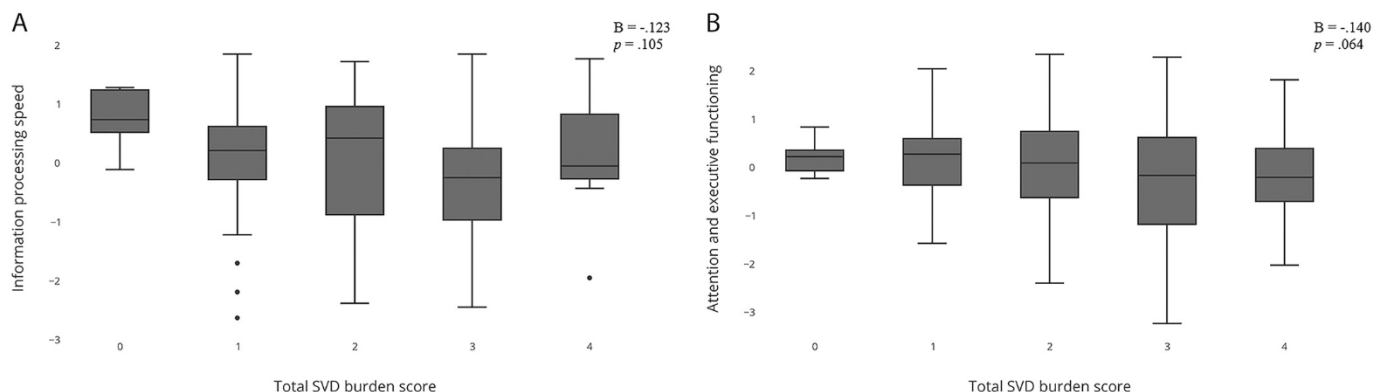 A
B = -.123
p = .105
Information processing speed
2
1
0
−1
−2
−3
0 1 2 3 4
Total SVD burden score
B
B = -.140
p = .064
Attention and executive functioning
2
1
0
−1
−2
−3
0 1 2 3 4
Total SVD burden score